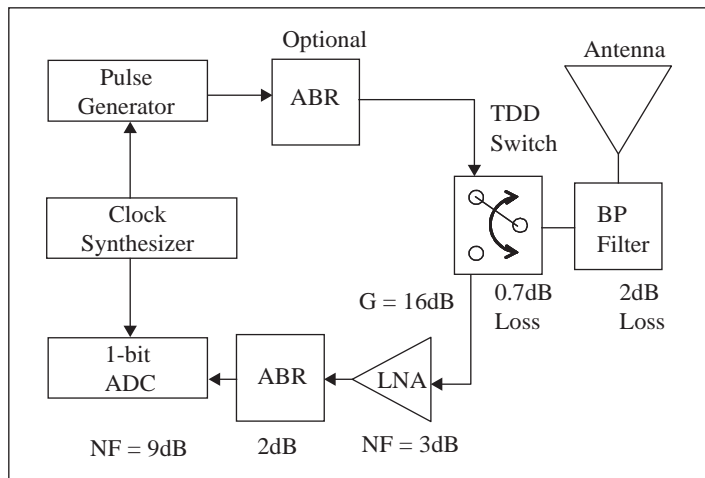 Optional
Antenna
Pulse
Generator
ABR
TDD
Switch
Clock
Synthesizer
BP
Filter
G = 16dB
0.7dB
Loss
2dB
Loss
1-bit
ADC
ABR
LNA
NF = 9dB
2dB
NF = 3dB